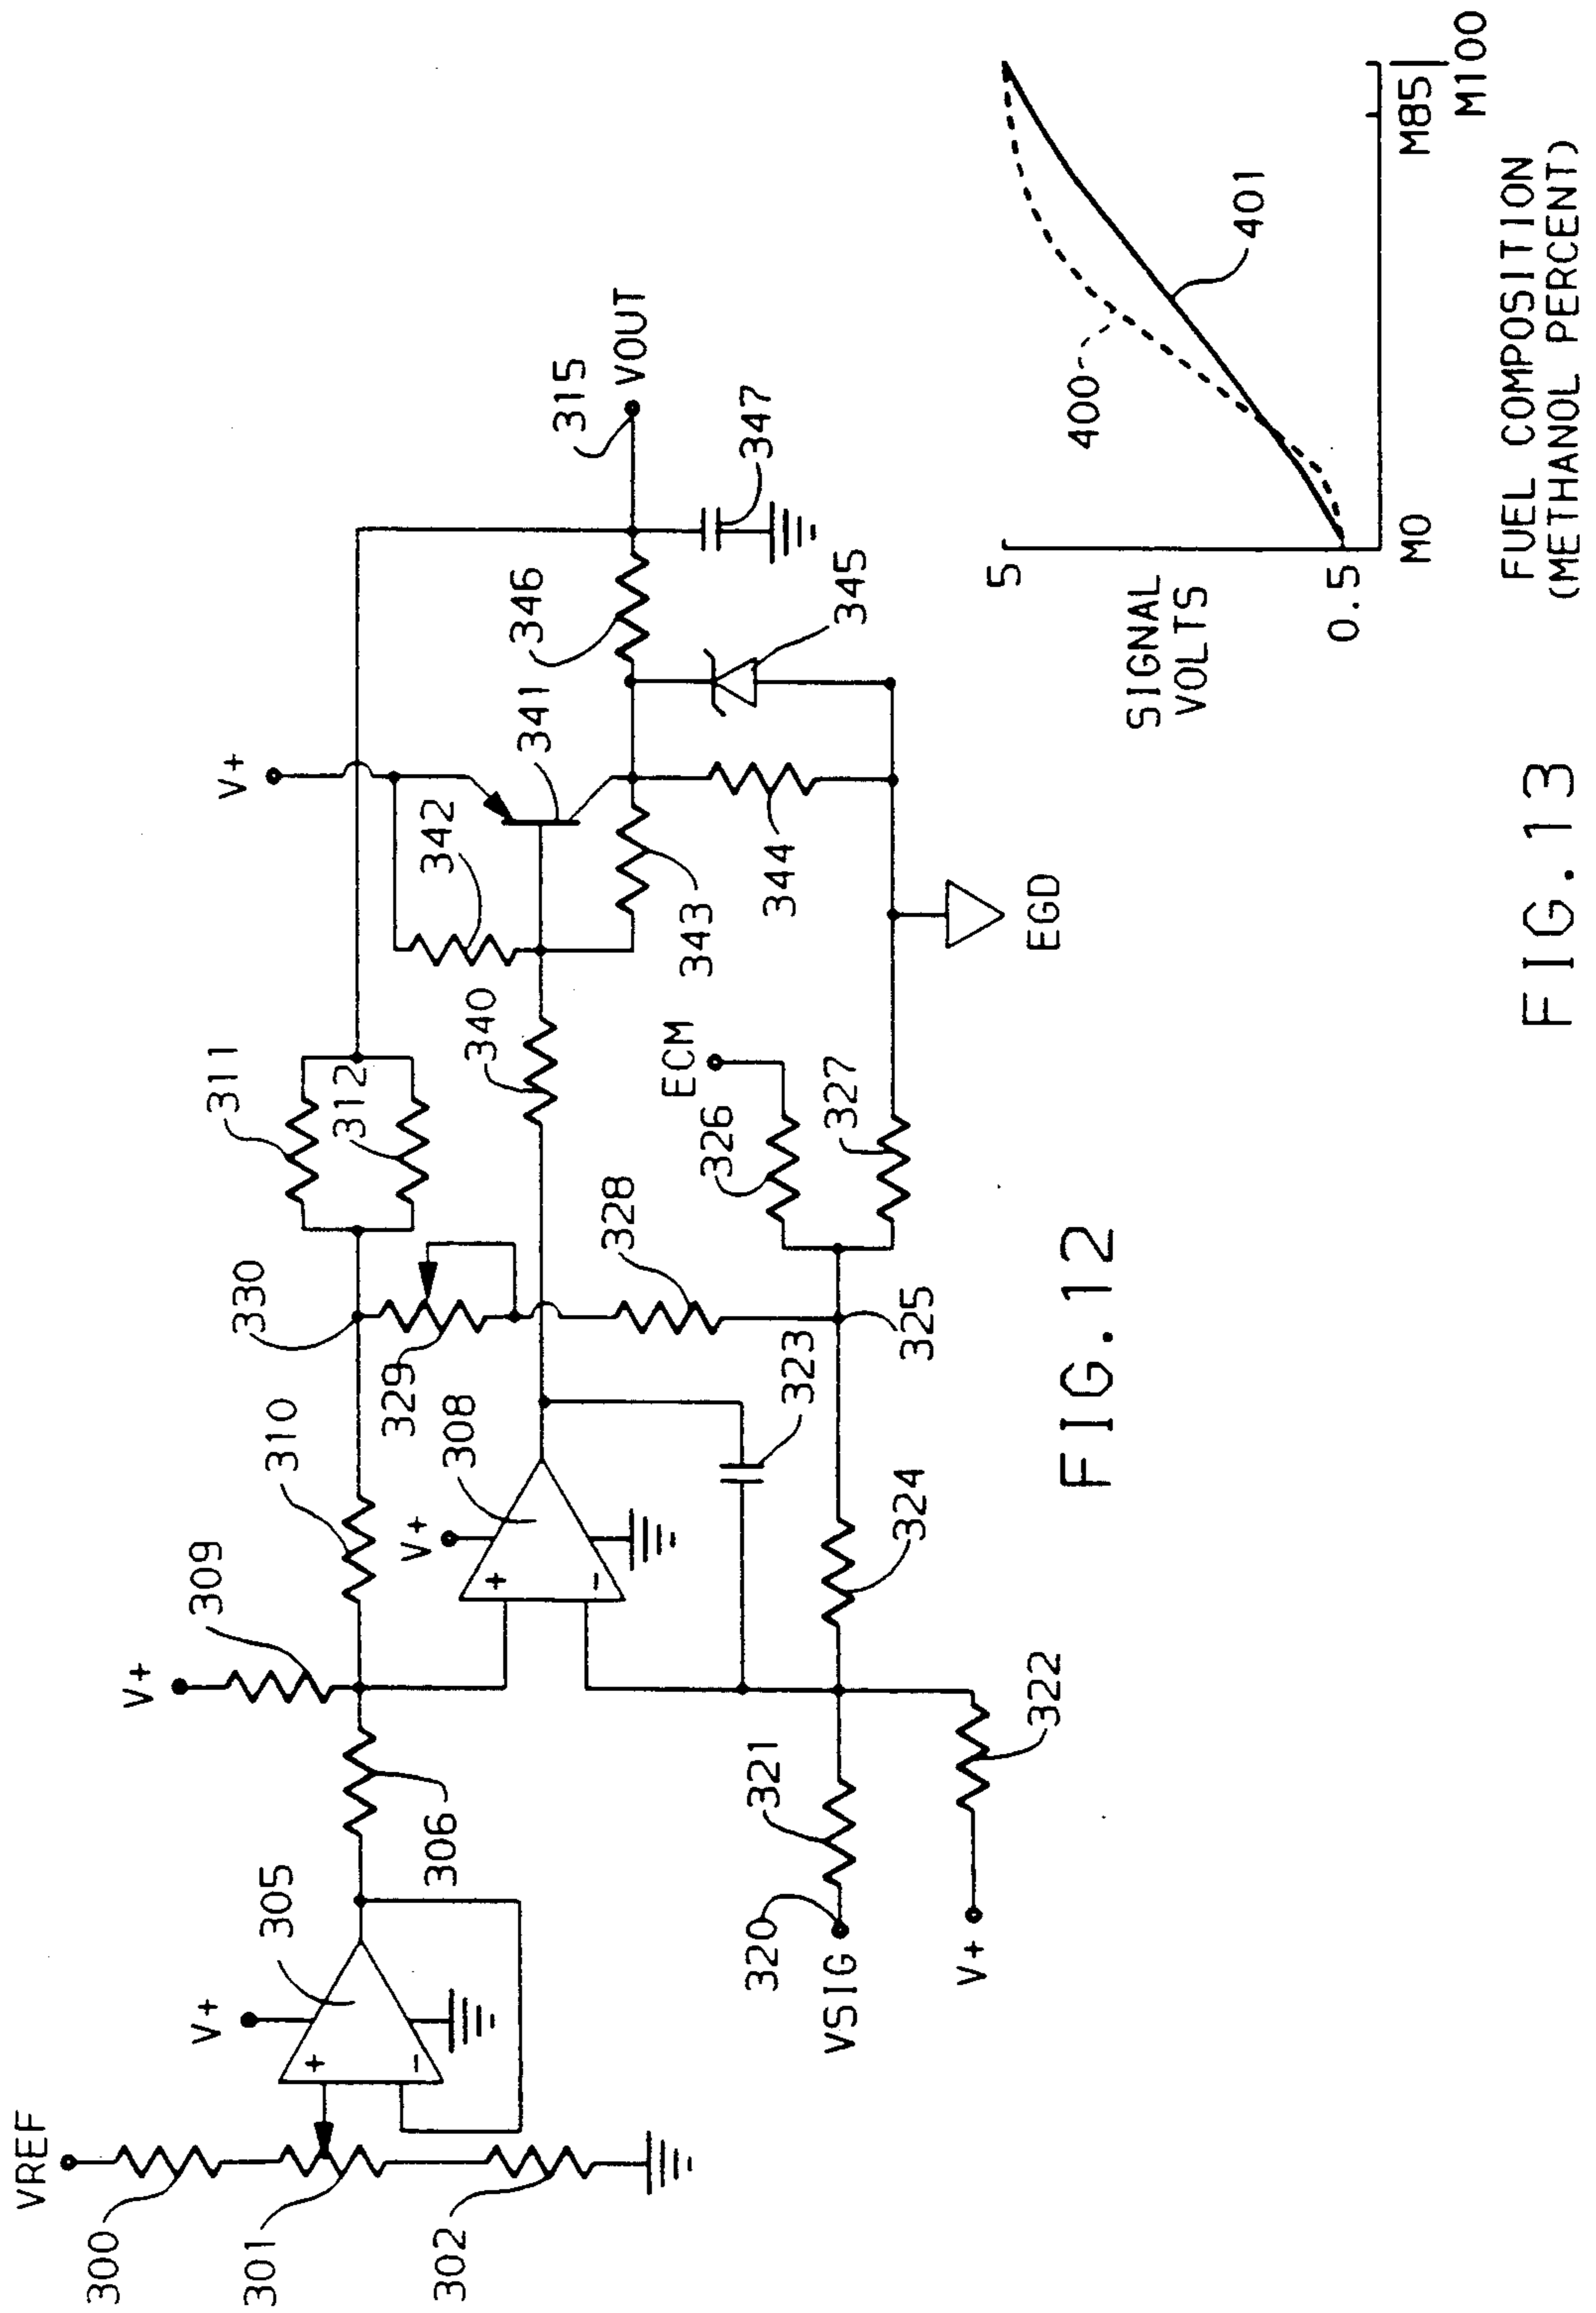 VREF
300
301
302
V+
305
306
V+
309
310
V+
308
330
329
328
311
312
340
V+
342
341
343
344
346
345
315
VOUT
347
320
VSIG
321
V+
322
323
324
325
ECM
326
327
EGD
+
-
+
-
FIG.12
5
SIGNAL
VOLTS
0.5
400
401
M0
M85
M100
FUEL COMPOSITION
(METHANOL PERCENT)
FIG.13